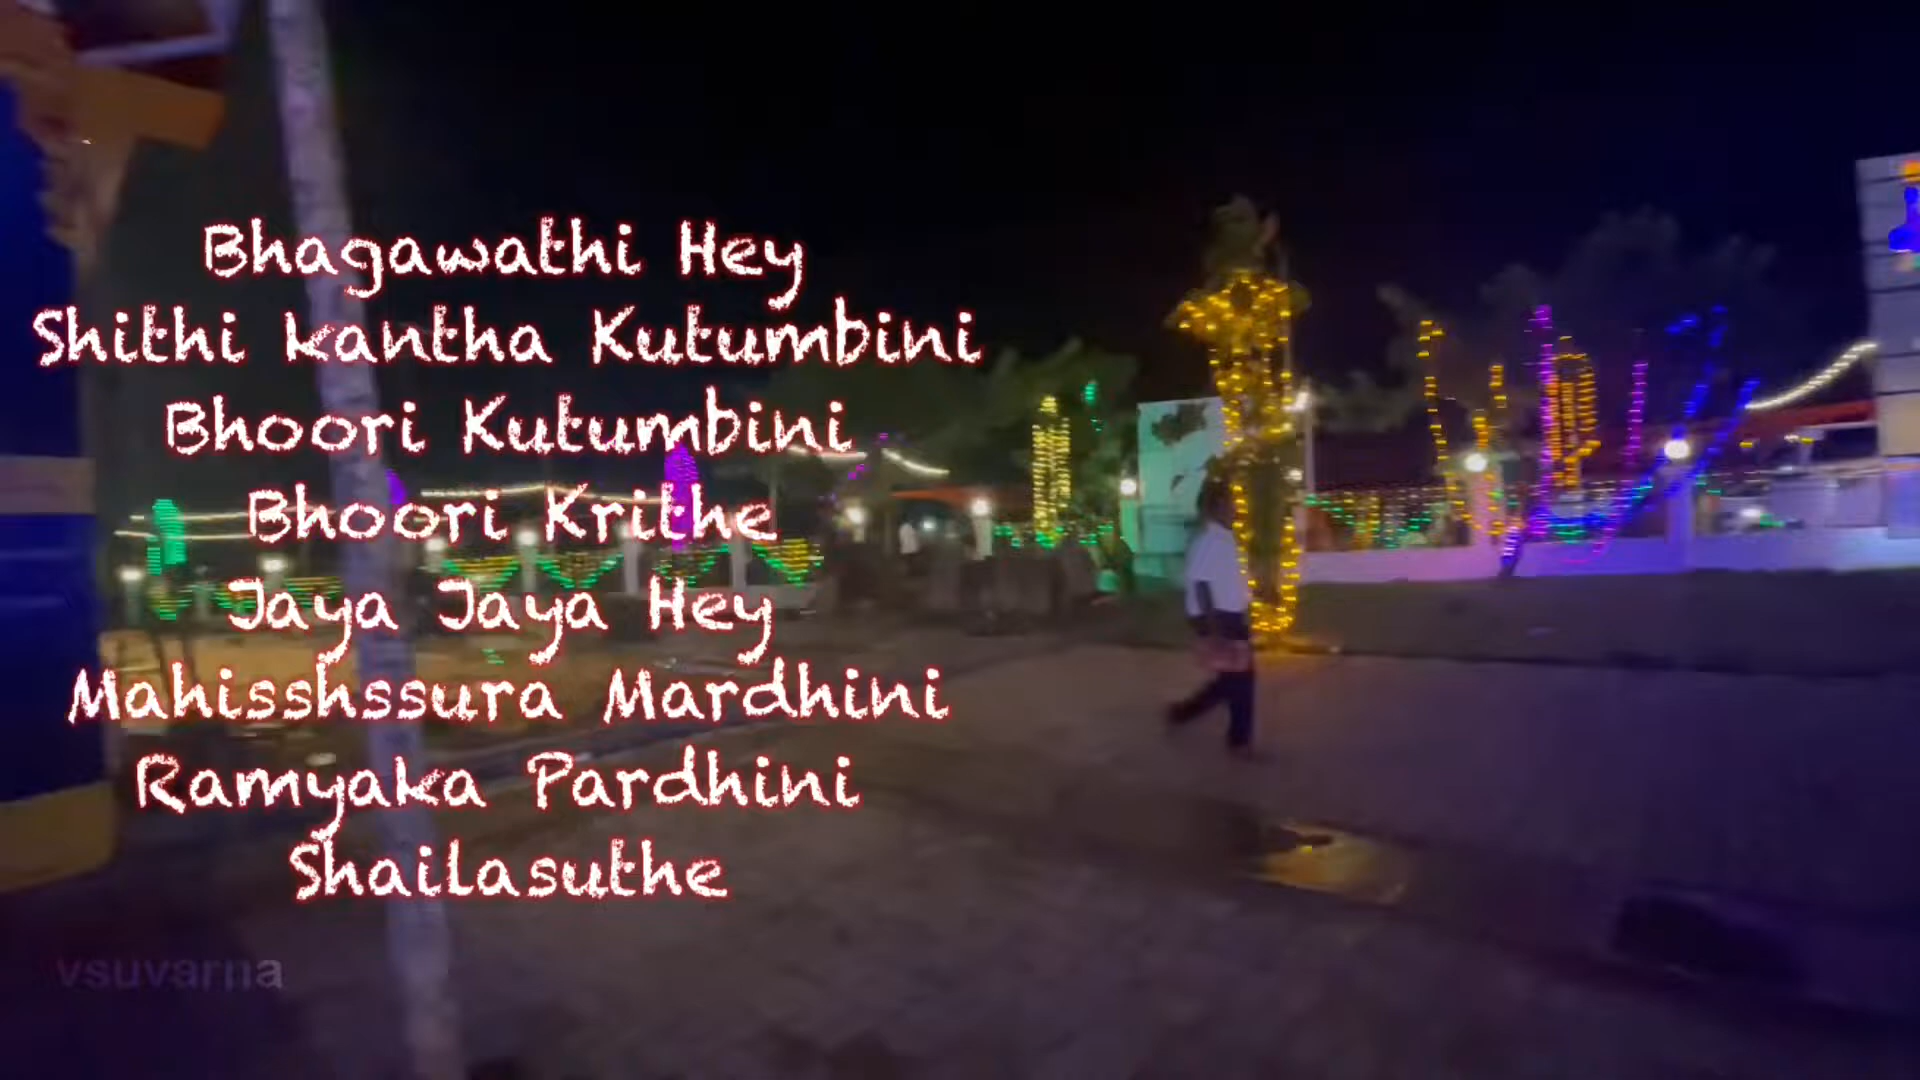 Bhagawathi Hey
Shithi kantha Kutumbini
Bhoori Kutumbini
Bhoori Krithe
Jaya Jaya Hey
Mahisshssura Mardhini
Ramyaka Pardhini
Shailasuthe
vsuvarna